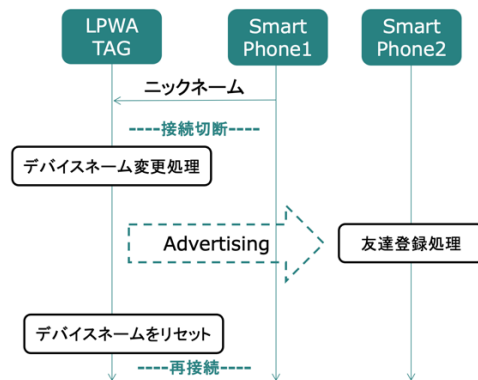 LPWA
TAG
Smart
Phone1
Smart
Phone2
ニックネーム
----接続切断----
デバイスネーム変更処理
Advertising
友達登録処理
デバイスネームをリセット
----再接続----